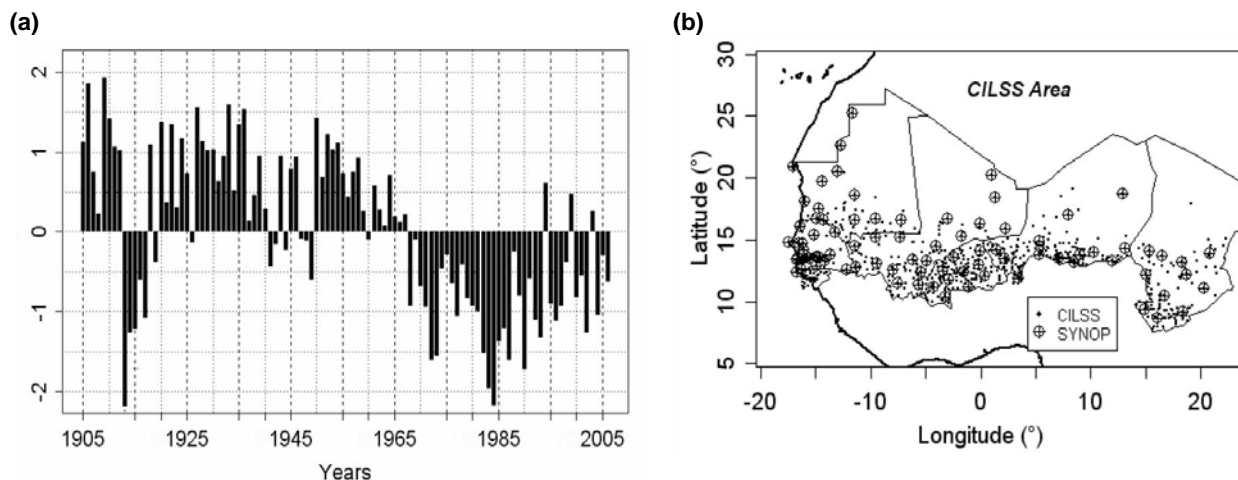 (a)
2
1
0
-1
-2
1905 1925 1945 1965 1985 2005
Years
(b)
30
25
20
15
10
5
Latitude (°)
CILSS Area
CILSS
SYNOP
-20 -10 0 10 20
Longitude (°)